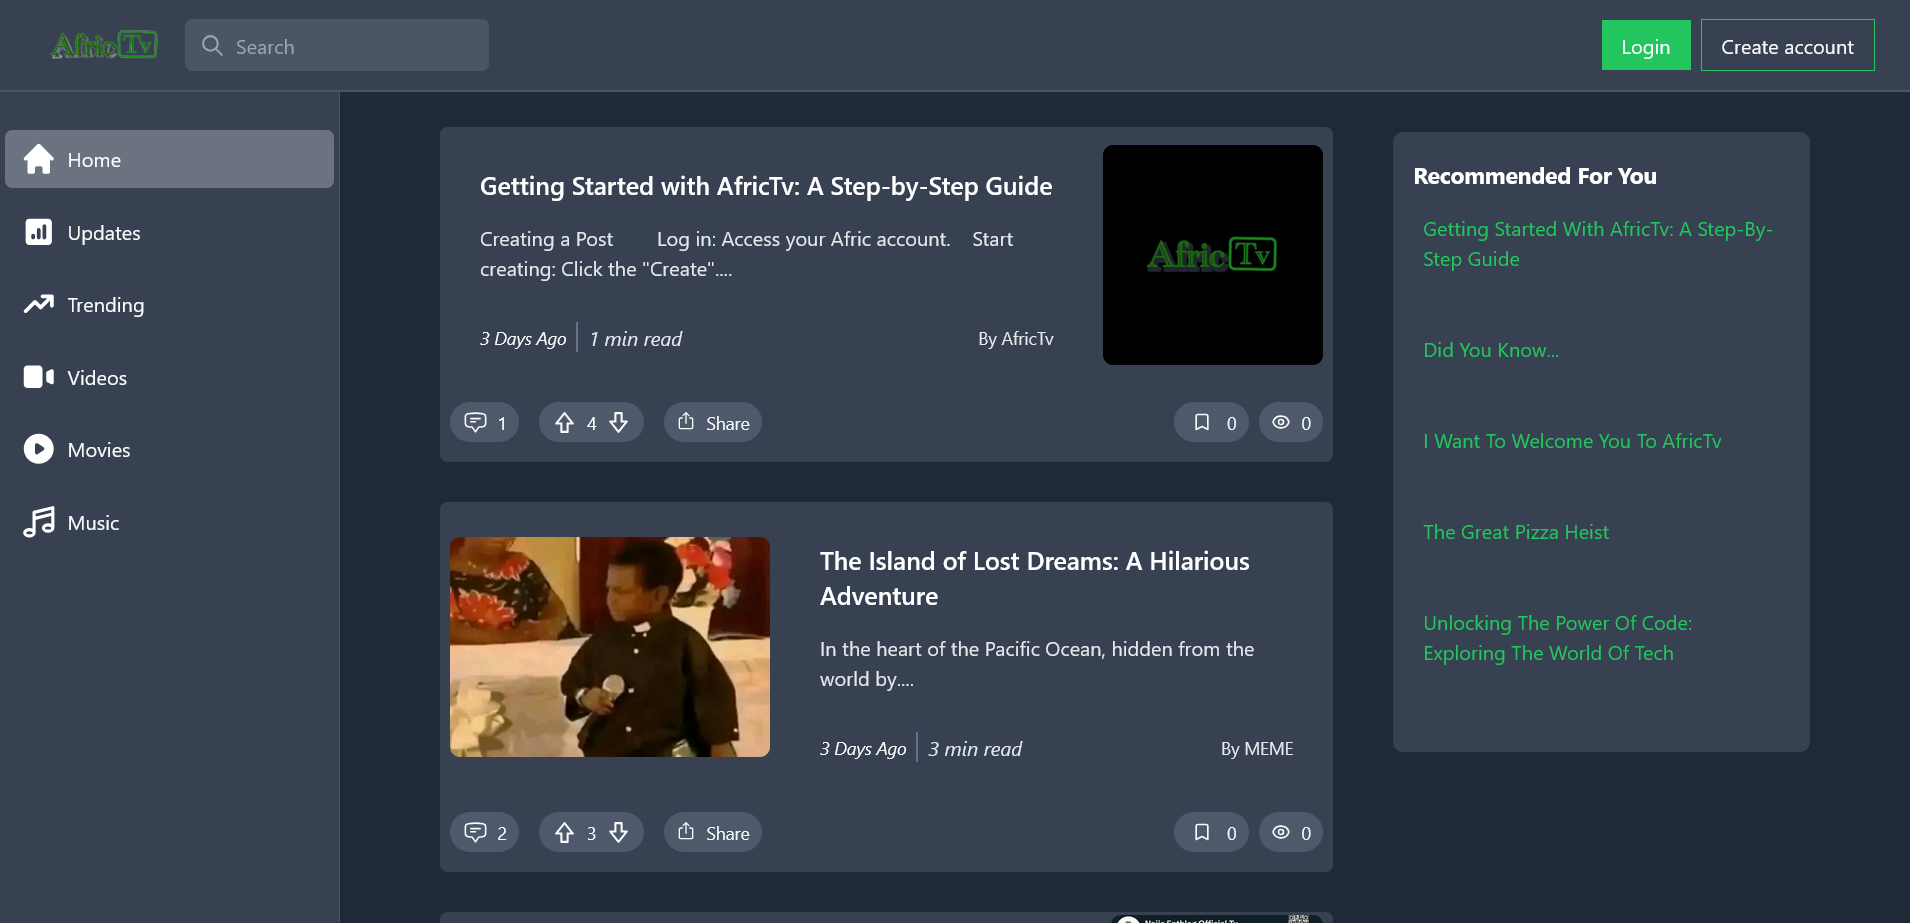 AfricTv
Search
Login
Create account
Home
Updates
Trending
Videos
Movies
Music
Getting Started with AfricTv: A Step-by-Step Guide
Creating a Post Log in: Access your Afric account. Start
creating: Click the "Create"....
3 Days Ago 1 min read
By AfricTv
AfricTv
1
4
Share
0
0
The Island of Lost Dreams: A Hilarious
Adventure
In the heart of the Pacific Ocean, hidden from the
world by....
3 Days Ago 3 min read
By MEME
2
3
Share
0
0
Recommended For You
Getting Started With AfricTv: A Step-By-
Step Guide
Did You Know...
I Want To Welcome You To AfricTv
The Great Pizza Heist
Unlocking The Power Of Code:
Exploring The World Of Tech